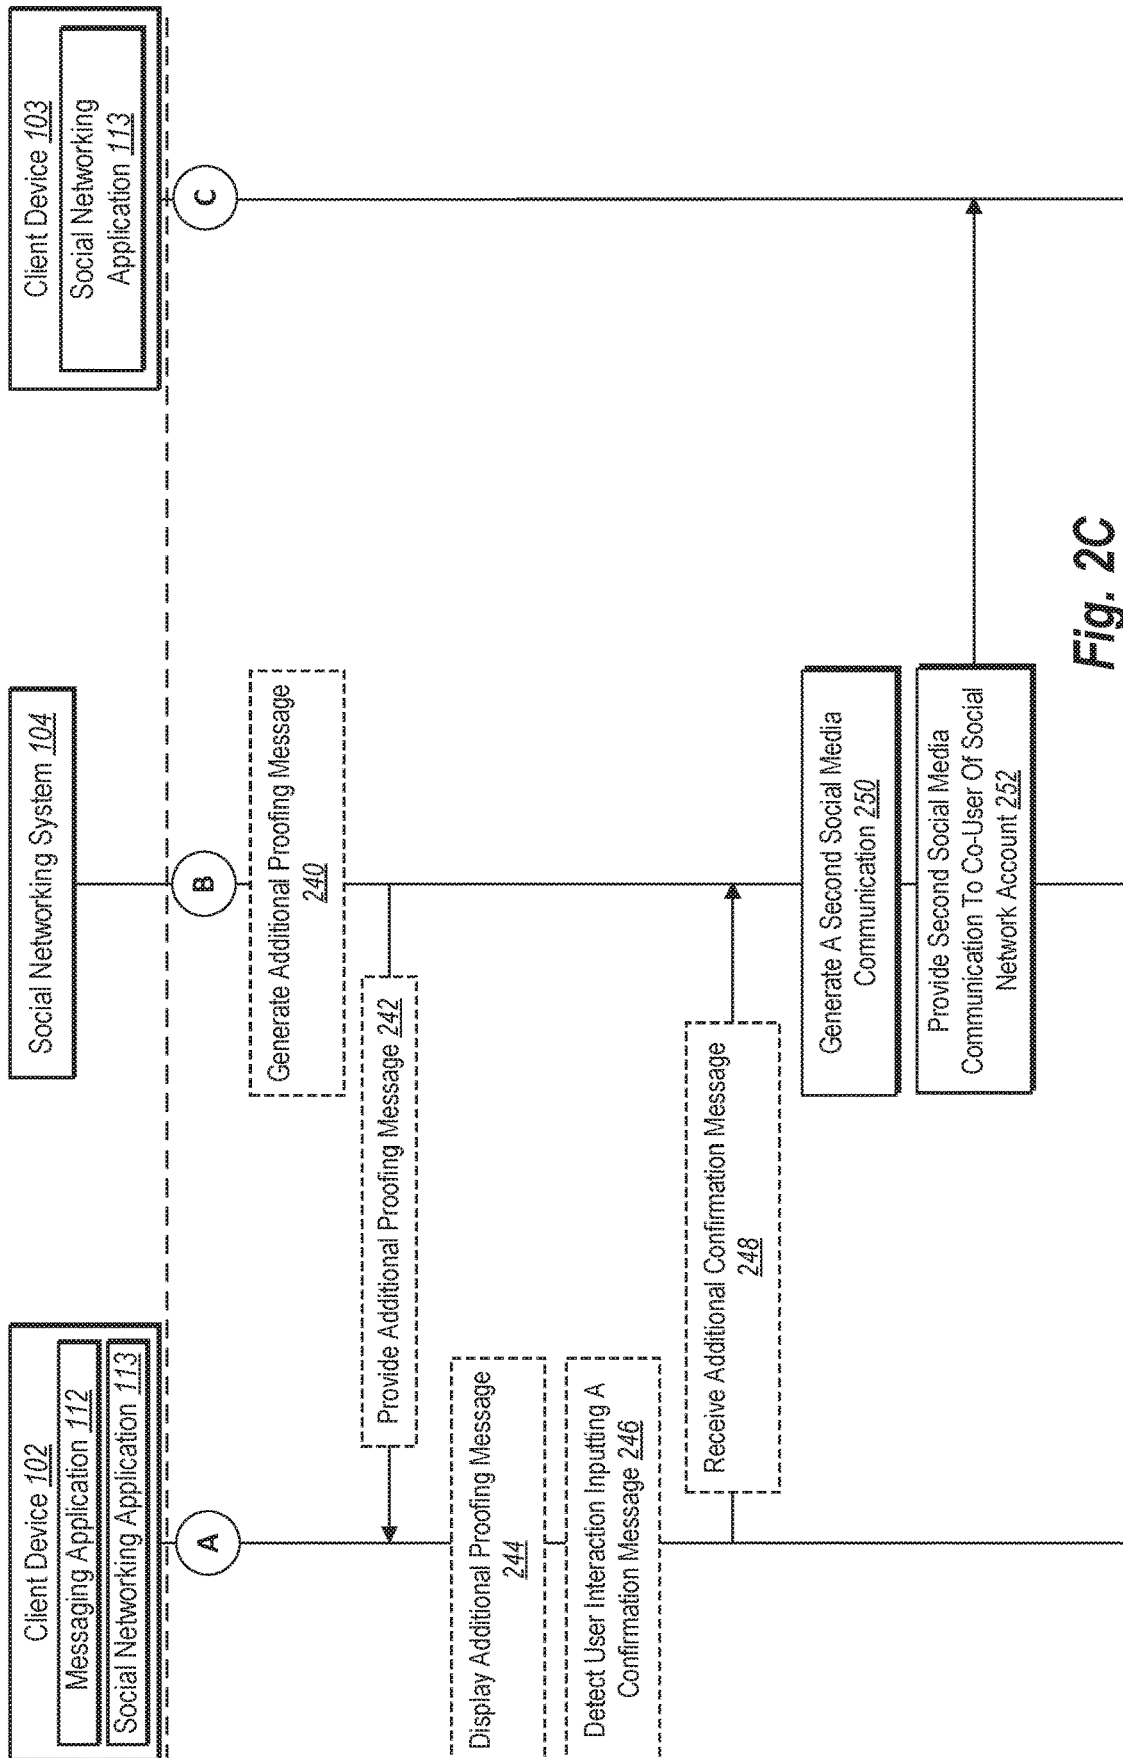 Client Device 102
Messaging Application 112
Social Networking Application 113
Social Networking System 104
Client Device 103
Social Networking
Application 113
A
B
C
Generate Additional Proofing Message
240
Provide Additional Proofing Message 242
Display Additional Proofing Message
244
Detect User Interaction Inputting A
Confirmation Message 246
Receive Additional Confirmation Message
248
Generate A Second Social Media
Communication 250
Provide Second Social Media
Communication To Co-User Of Social
Network Account 252
Fig. 2C